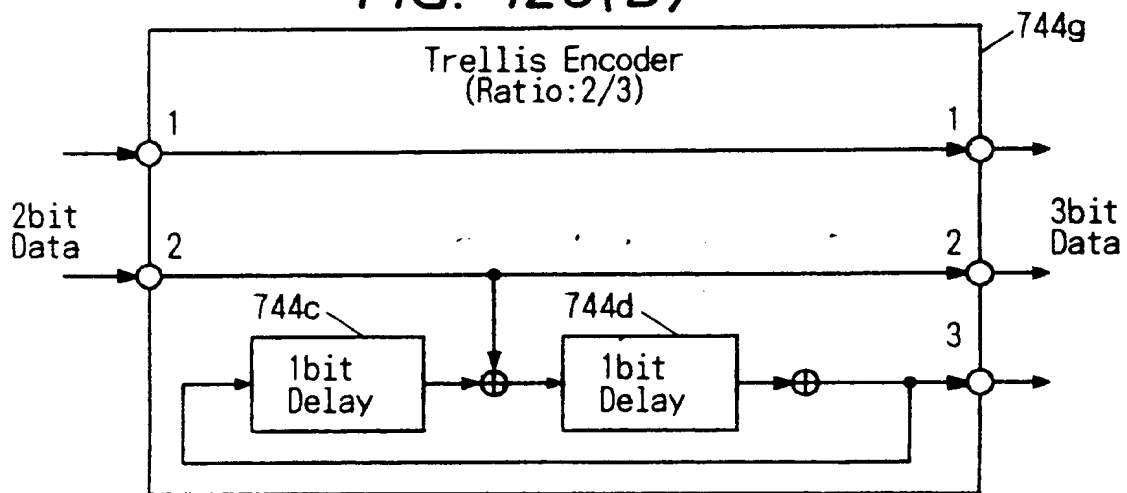 FIG.
744g
Trellis Encoder
(Ratio:2/3)
1
1
2bit
Data
2
2
3bit
Data
744c
744d
3
1bit
Delay
1bit
Delay